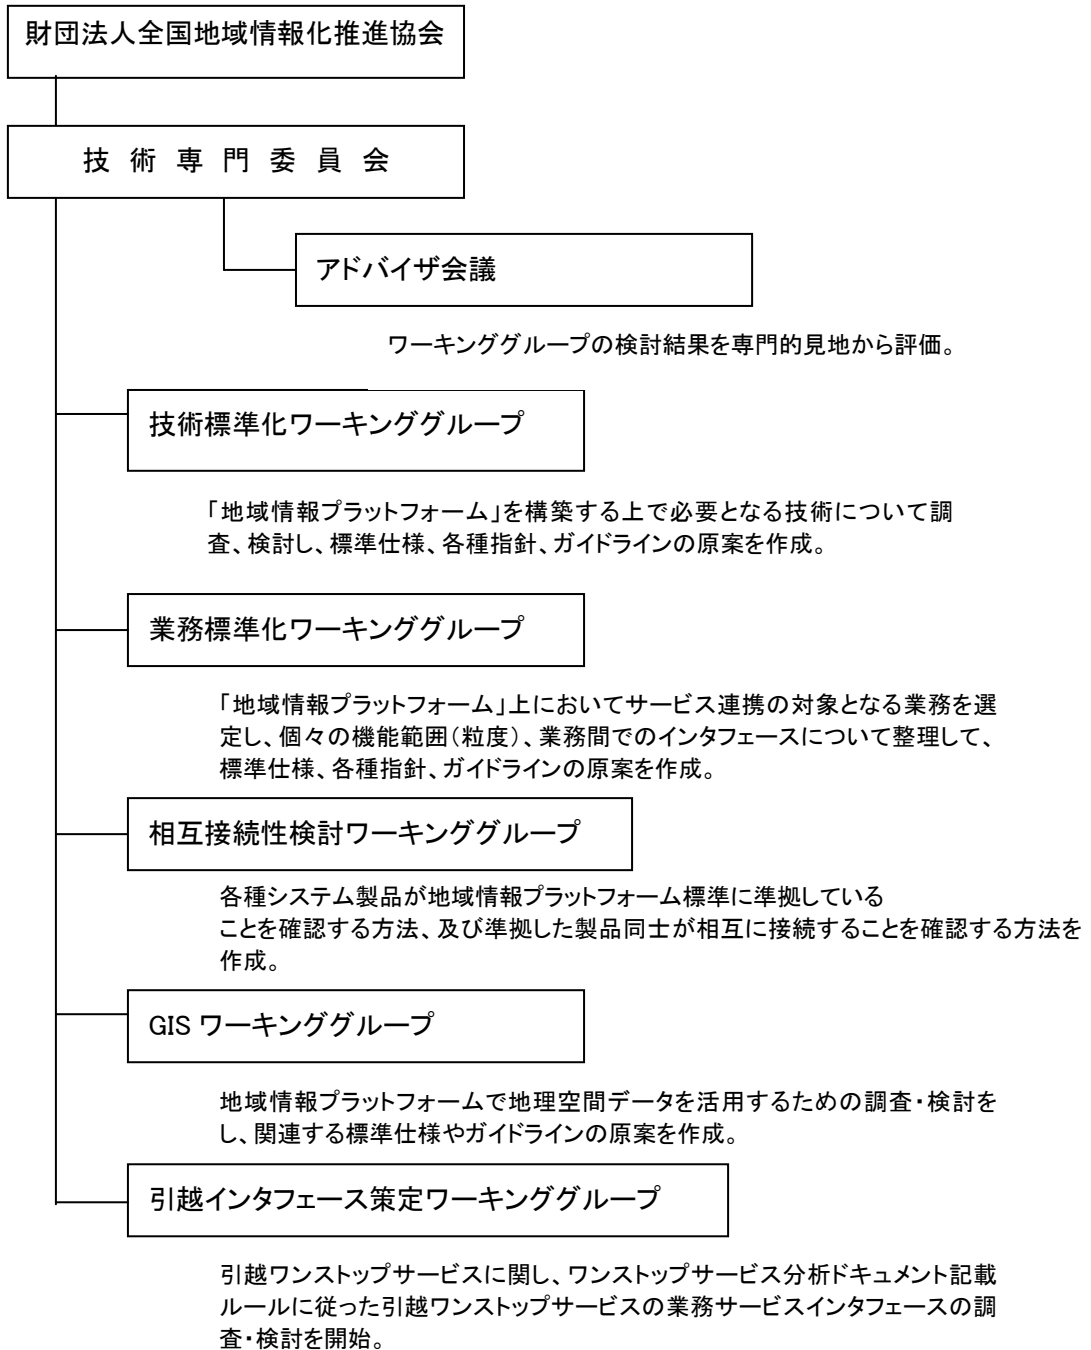 財団法人全国地域情報化推進協会
技 術 専 門 委 員 会
アドバイザ会議
ワーキンググループの検討結果を専門的見地から評価。
技術標準化ワーキンググループ
「地域情報プラットフォーム」を構築する上で必要となる技術について調
査、検討し、標準仕様、各種指針、ガイドラインの原案を作成。
業務標準化ワーキンググループ
「地域情報プラットフォーム」上においてサービス連携の対象となる業務を選
定し、個々の機能範囲（粒度）、業務間でのインタフェースについて整理して、
標準仕様、各種指針、ガイドラインの原案を作成。
相互接続性検討ワーキンググループ
各種システム製品が地域情報プラットフォーム標準に準拠している
ことを確認する方法、及び準拠した製品同士が相互に接続することを確認する方法を
作成。
GIS ワーキンググループ
地域情報プラットフォームで地理空間データを活用するための調査・検討を
し、関連する標準仕様やガイドラインの原案を作成。
引越インタフェース策定ワーキンググループ
引越ワンストップサービスに関し、ワンストップサービス分析ドキュメント記載
ルールに従った引越ワンストップサービスの業務サービスインタフェースの調
査・検討を開始。